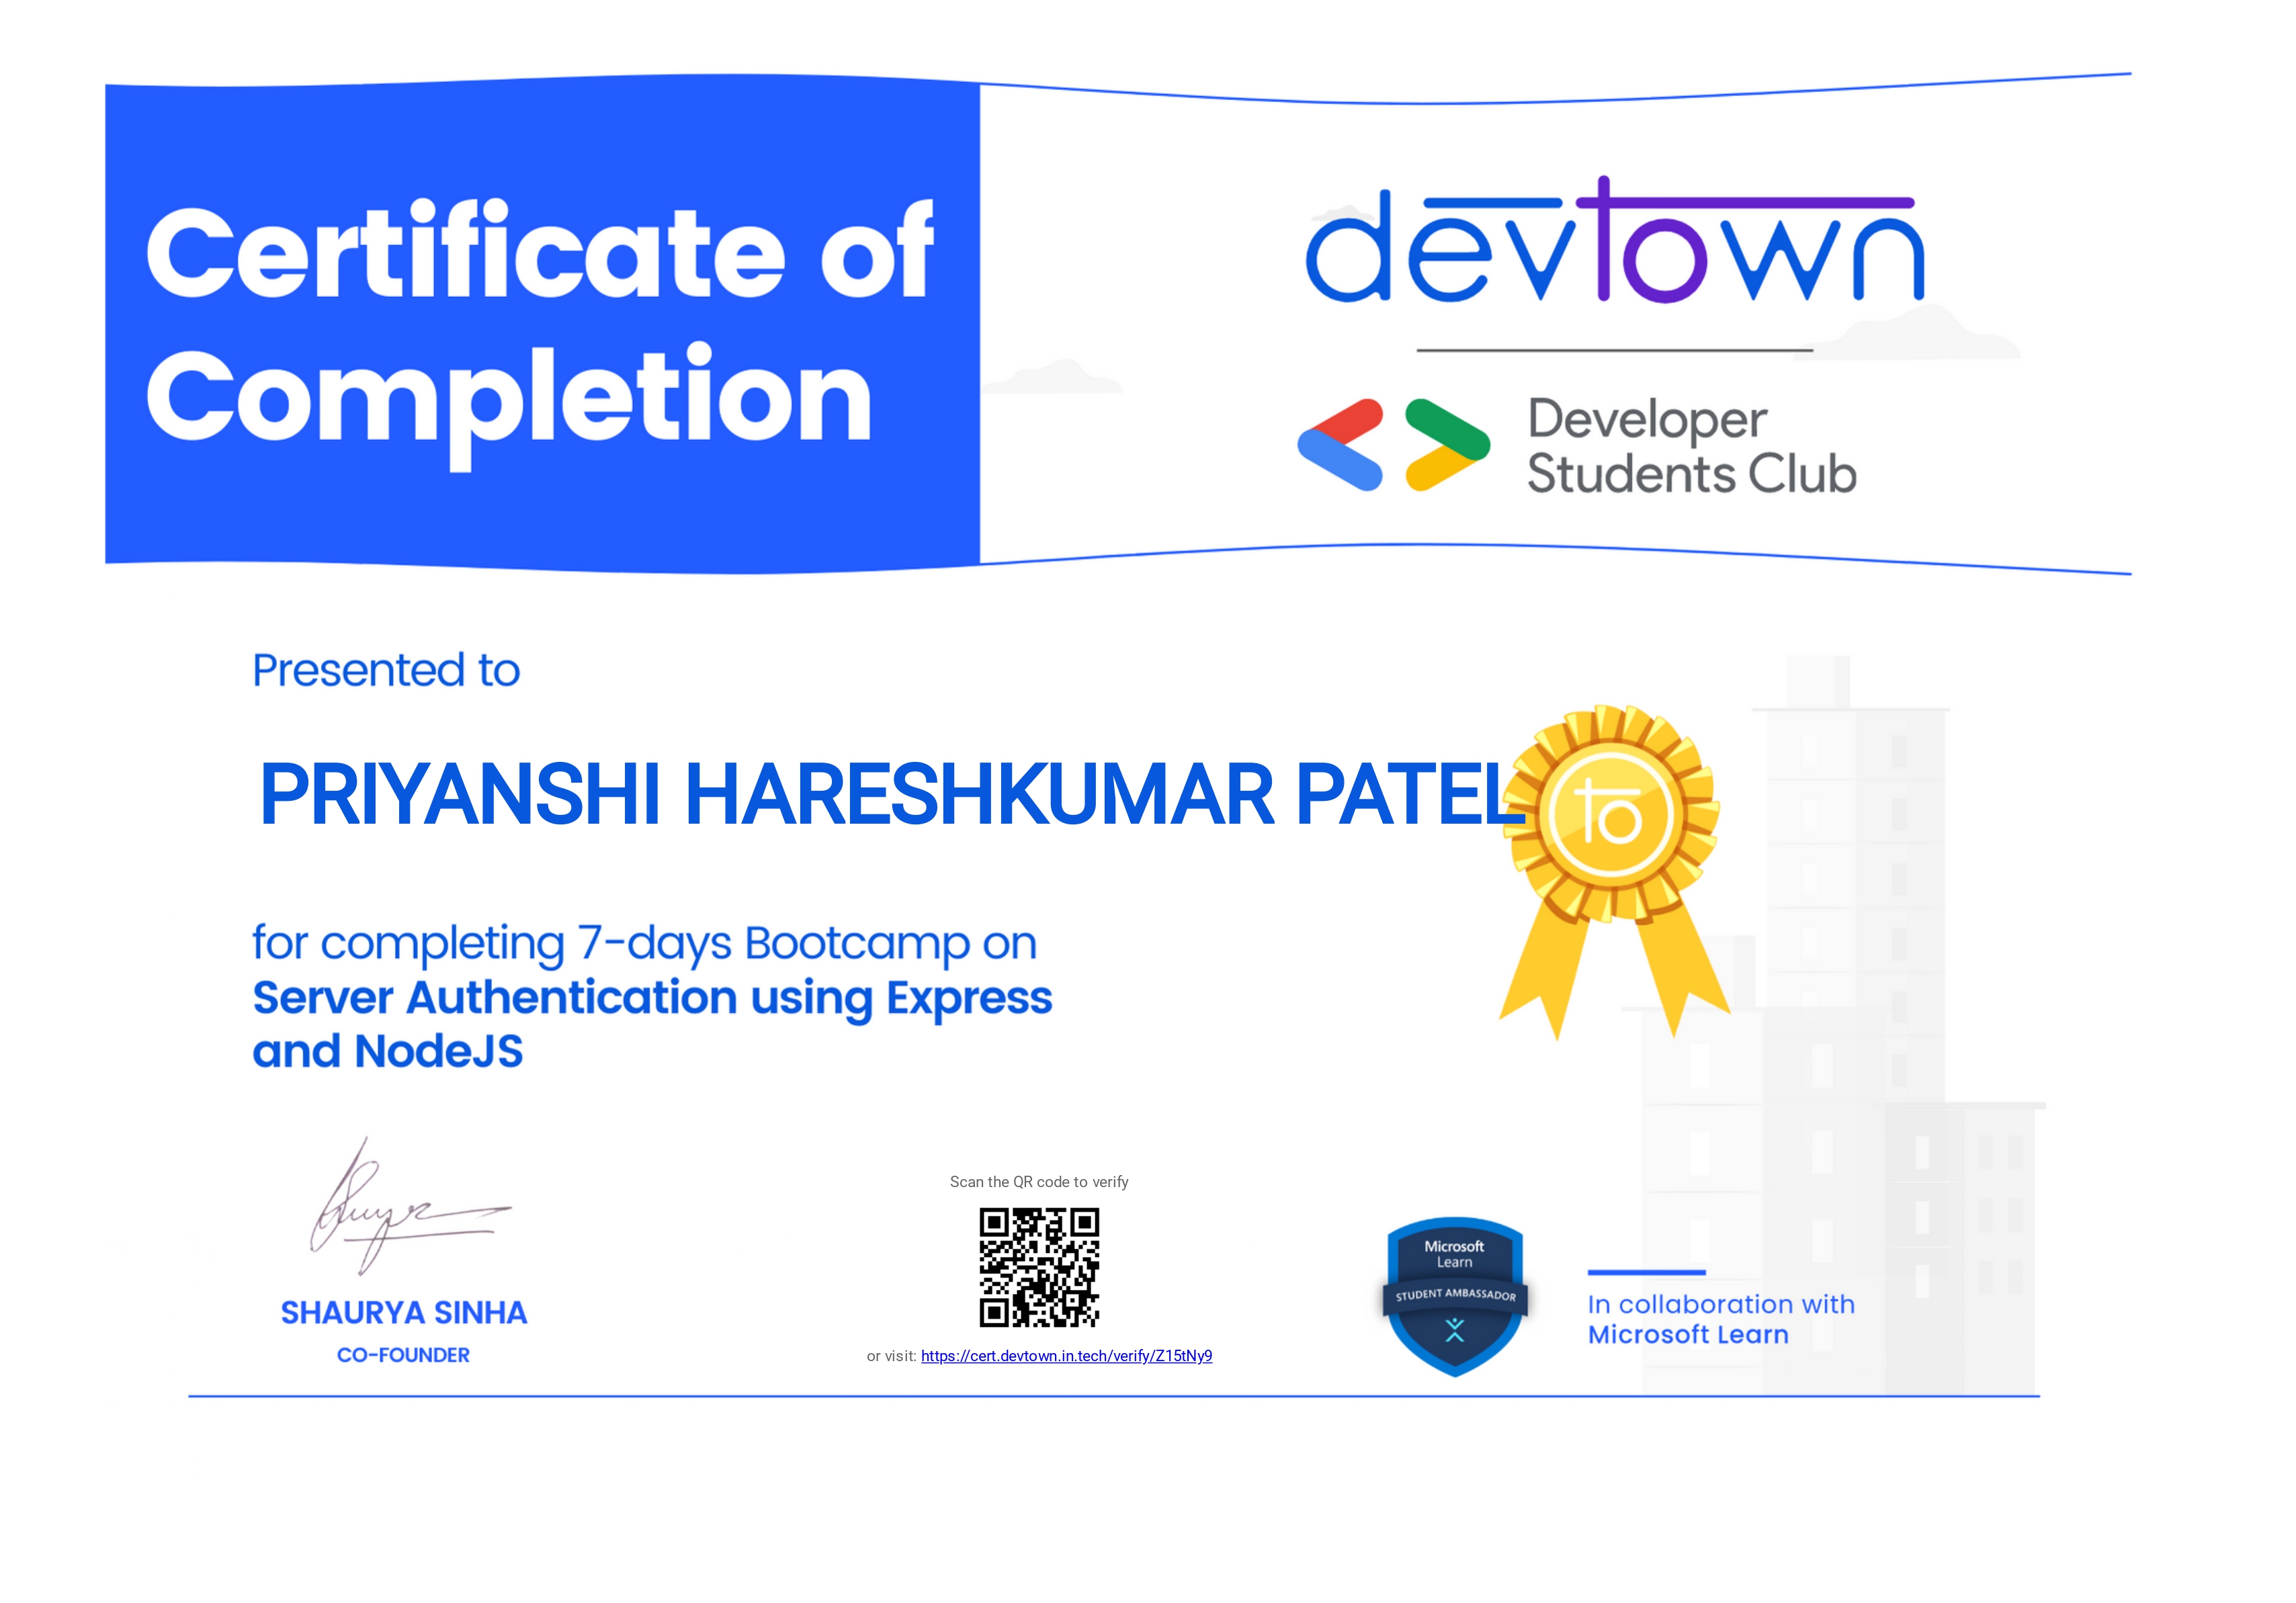 Certificate of
Completion
devtown
Developer
Students Club
Presented to
PRIYANSHI HARESHKUMAR PATEL
to
for completing 7-days Bootcamp on
Server Authentication using Express
and NodeJS
SHAURYA SINHA
CO-FOUNDER
Scan the QR code to verify
or visit: https://cert.devtown.in.tech/verify/Z15tNy9
Microsoft
Learn
STUDENT AMBASSADOR
In collaboration with
Microsoft Learn